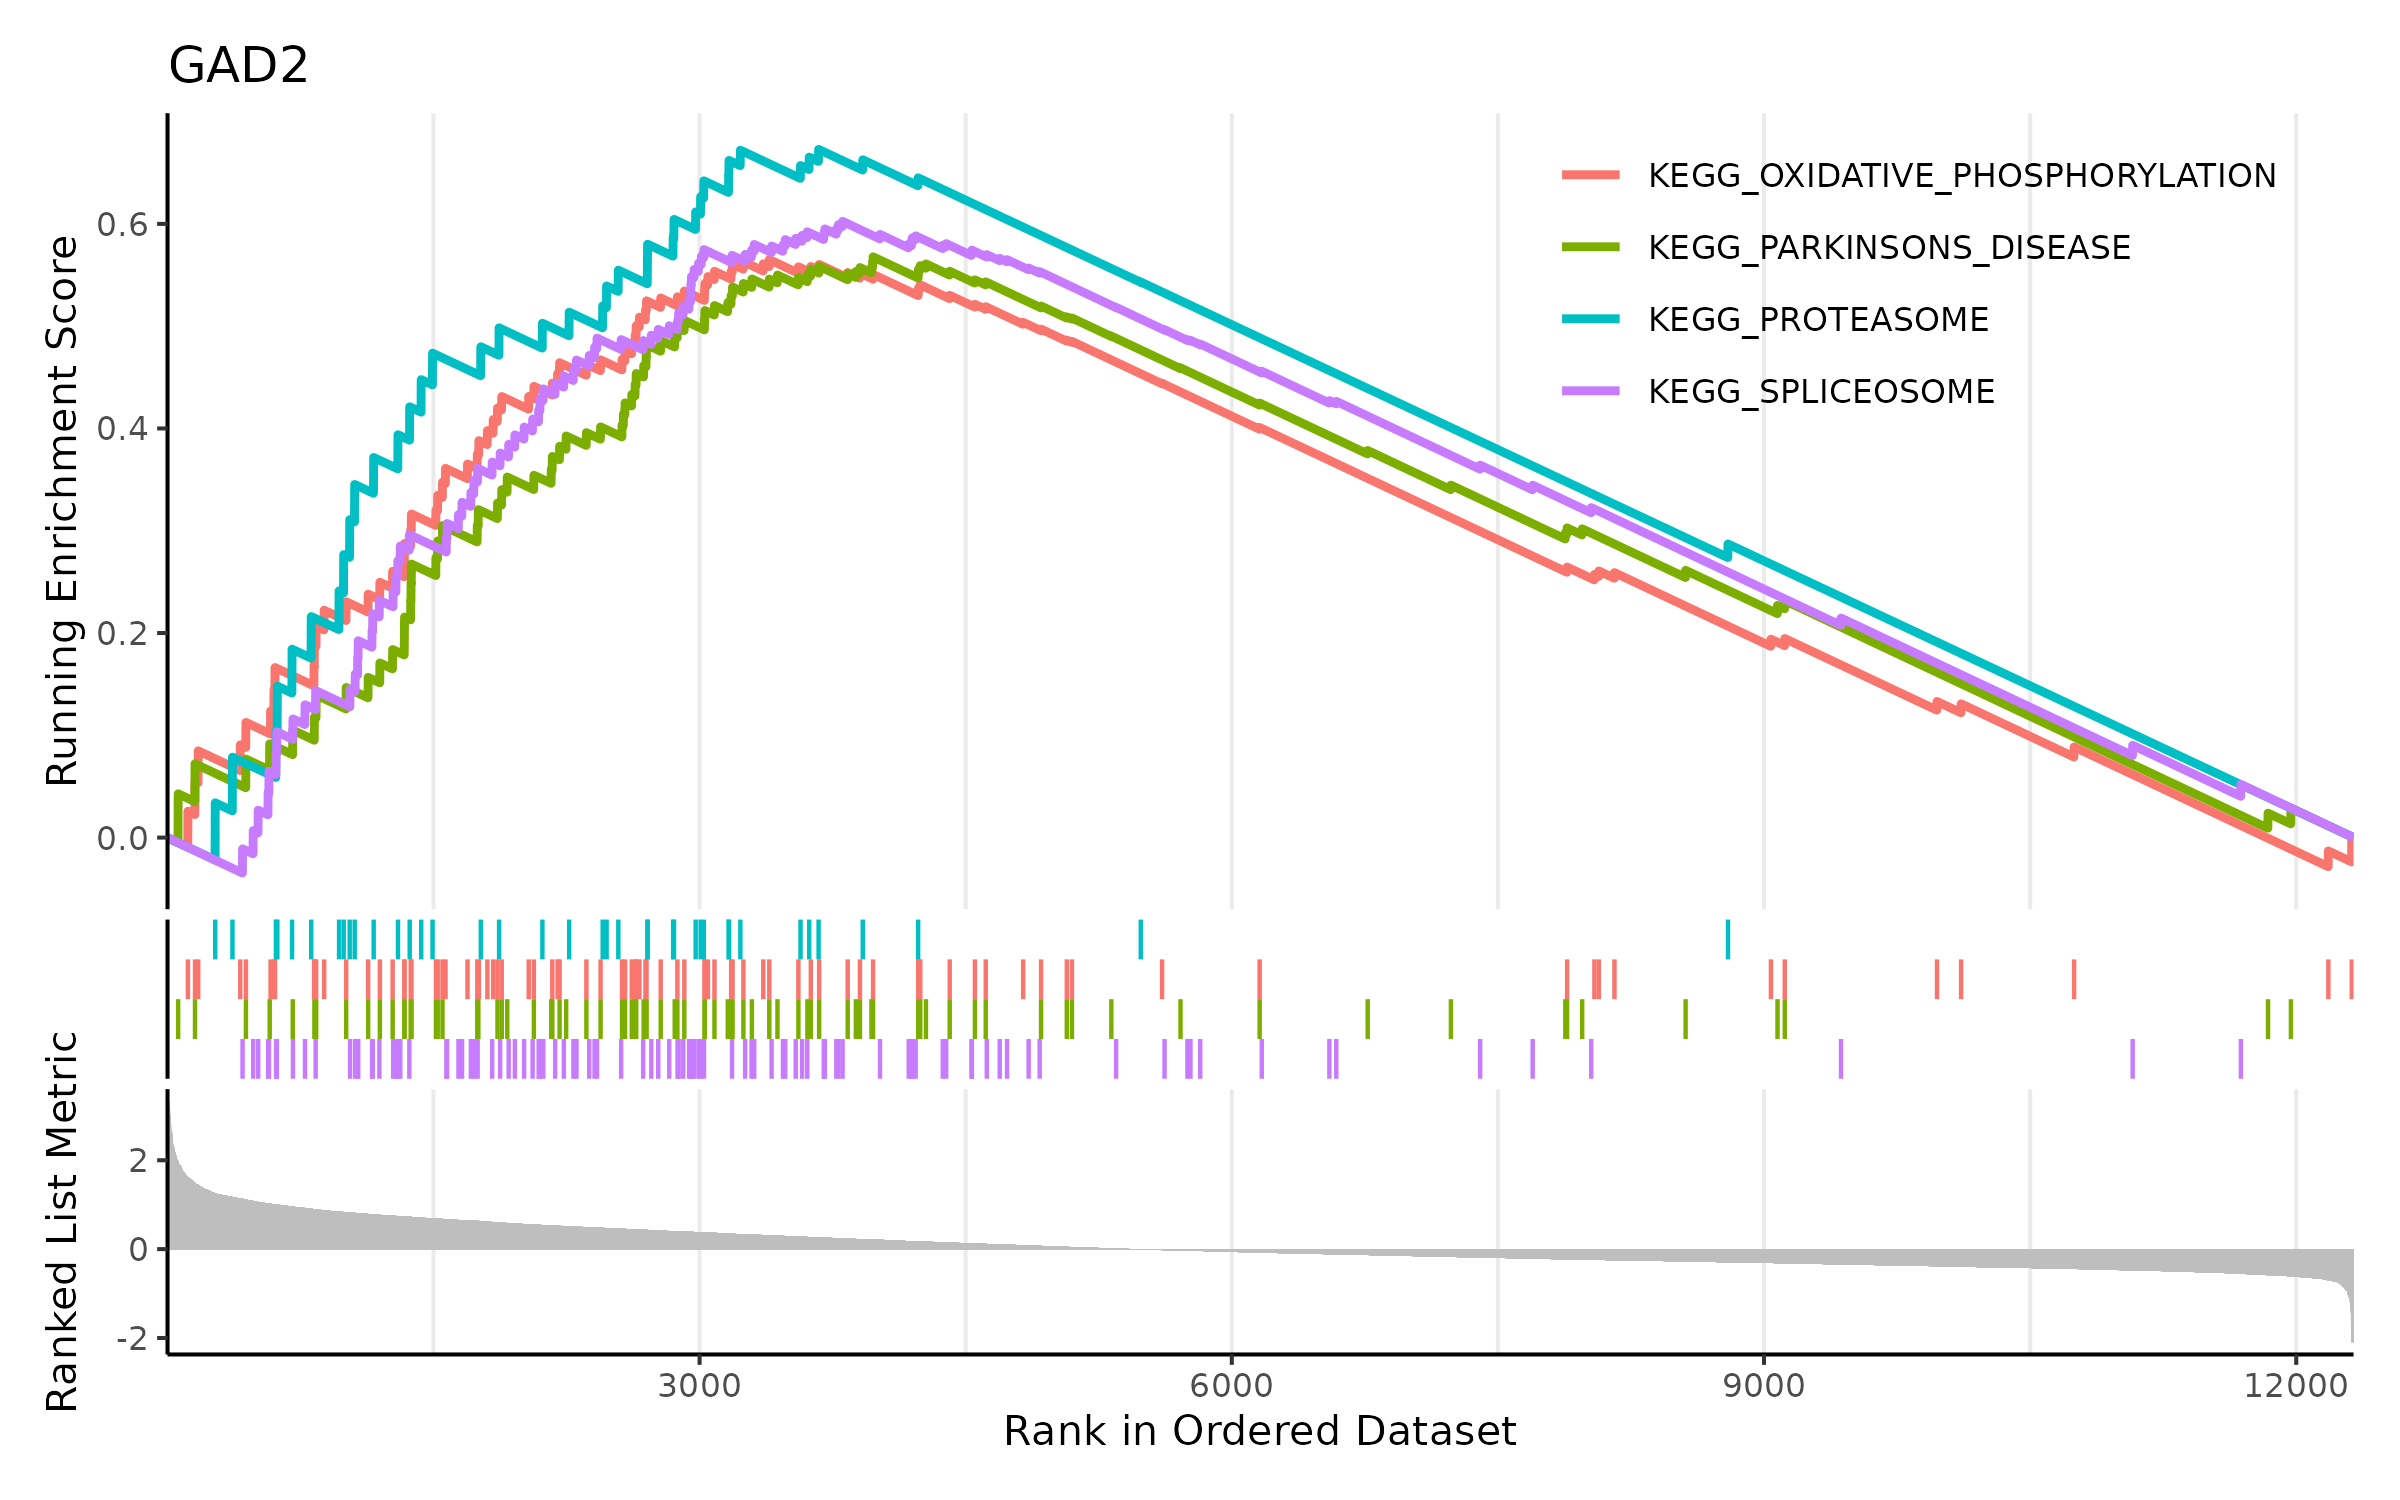 GAD2
Running Enrichment Score
0.6
0.4
0.2
0.0
KEGG_OXIDATIVE_PHOSPHORYLATION
KEGG_PARKINSONS_DISEASE
KEGG_PROTEASOME
KEGG_SPLICEOSOME
Ranked List Metric
2
0
-2
3000
6000
9000
12000
Rank in Ordered Dataset